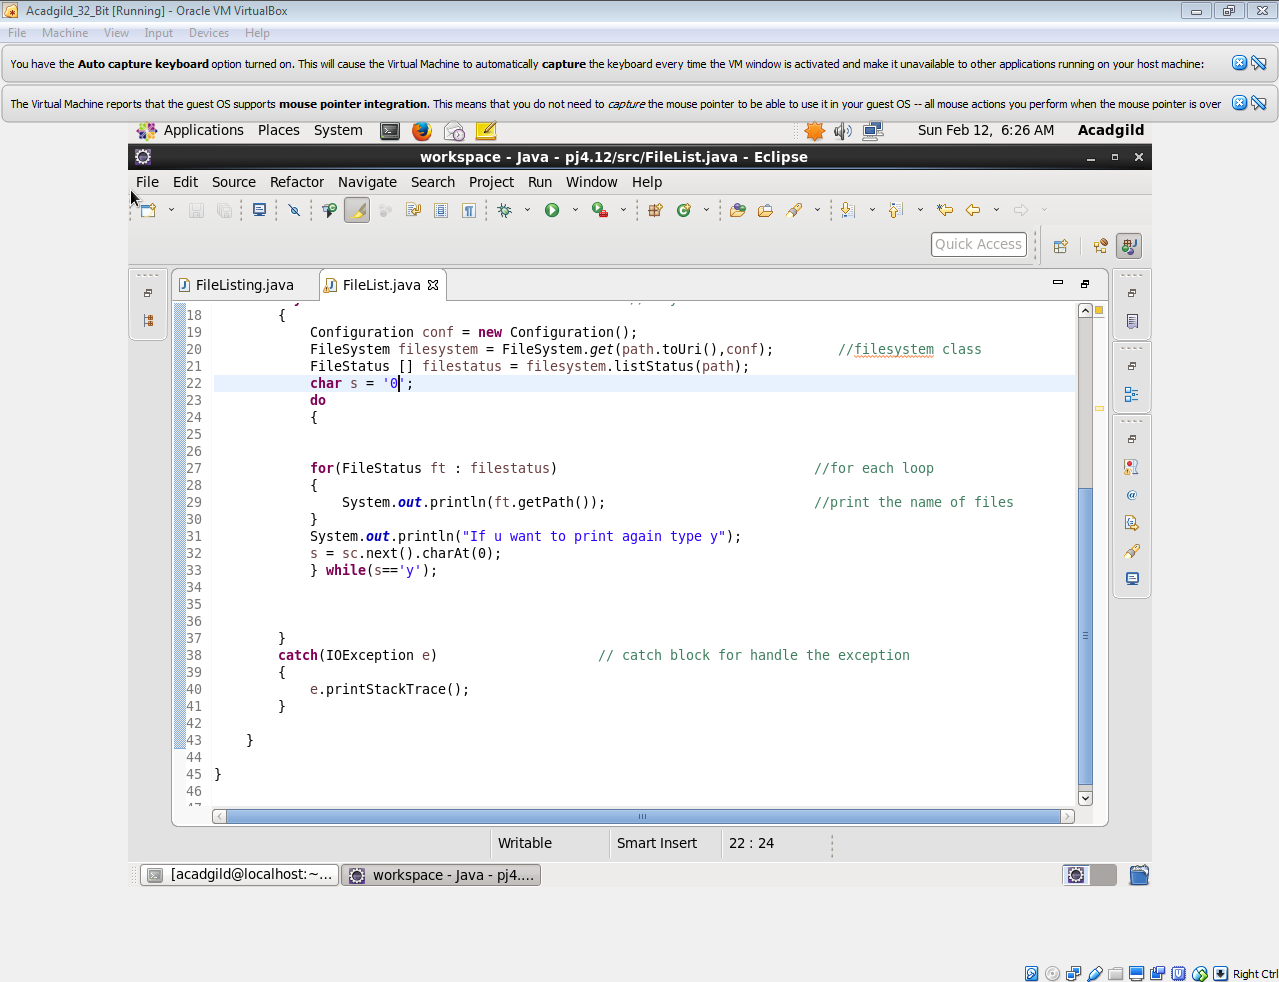 Acadgild_32_Bit [Running] - Oracle VM VirtualBox
File Machine View Input Devices Help
You have the Auto capture keyboard option turned on. This will cause the Virtual Machine to automatically capture the keyboard every time the VM window is activated and make it unavailable to other applications running on your host machine:
The Virtual Machine reports that the guest OS supports mouse pointer integration. This means that you do not need to capture the mouse pointer to be able to use it in your guest OS -- all mouse actions you perform when the mouse pointer is over
Applications Places System Sun Feb 12, 6:26 AM Acadgild
workspace - Java - pj4.12/src/FileList.java - Eclipse
File Edit Source Refactor Navigate Search Project Run Window Help
Quick Access
FileListing.java FileList.java
18 {
19 Configuration conf = new Configuration();
20 FileSystem filesystem = FileSystem.get(path.toUri(),conf); //filesystem class
21 FileStatus [] filestatus = filesystem.listStatus(path);
22 char s = '0';
23 do
24 {
25
26
27 for(FileStatus ft : filestatus) //for each loop
28 {
29 System.out.println(ft.getPath()); //print the name of files
30 }
31 System.out.println("If u want to print again type y");
32 s = sc.next().charAt(0);
33 } while(s=='y');
34
35
36
37 }
38 catch(IOException e) // catch block for handle the exception
39 {
40 e.printStackTrace();
41 }
42
43 }
44
45 }
46
Writable Smart Insert 22 : 24
[acadgild@localhost:~... workspace - Java - pj4....
Right Ctrl